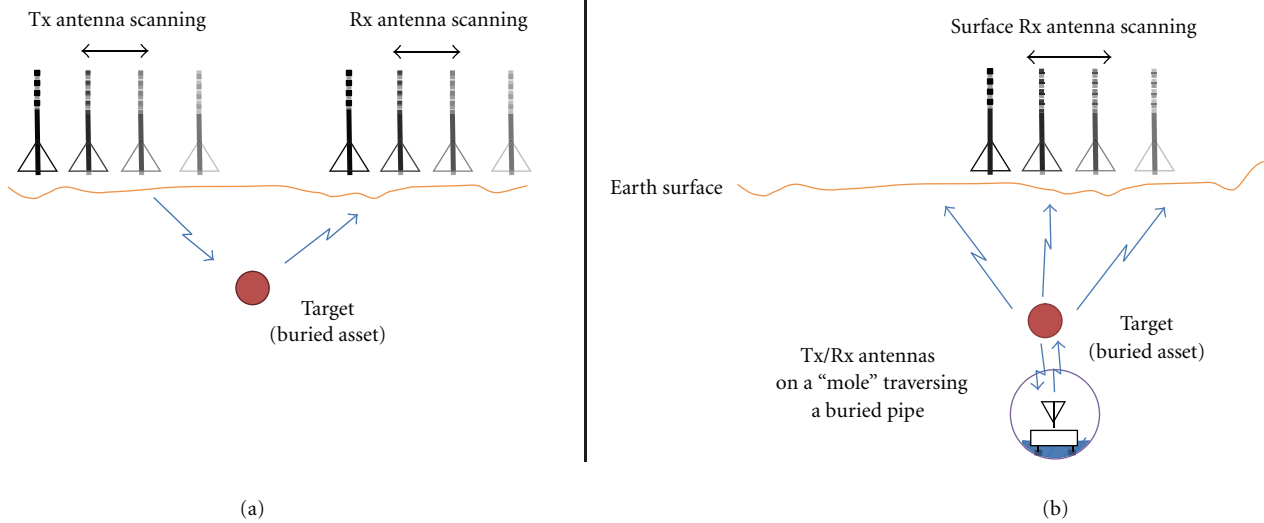 Tx antenna scanning
Rx antenna scanning
Target
(buried asset)
(a)
Surface Rx antenna scanning
Earth surface
Target
(buried asset)
Tx/Rx antennas
on a “mole” traversing
a buried pipe
(b)